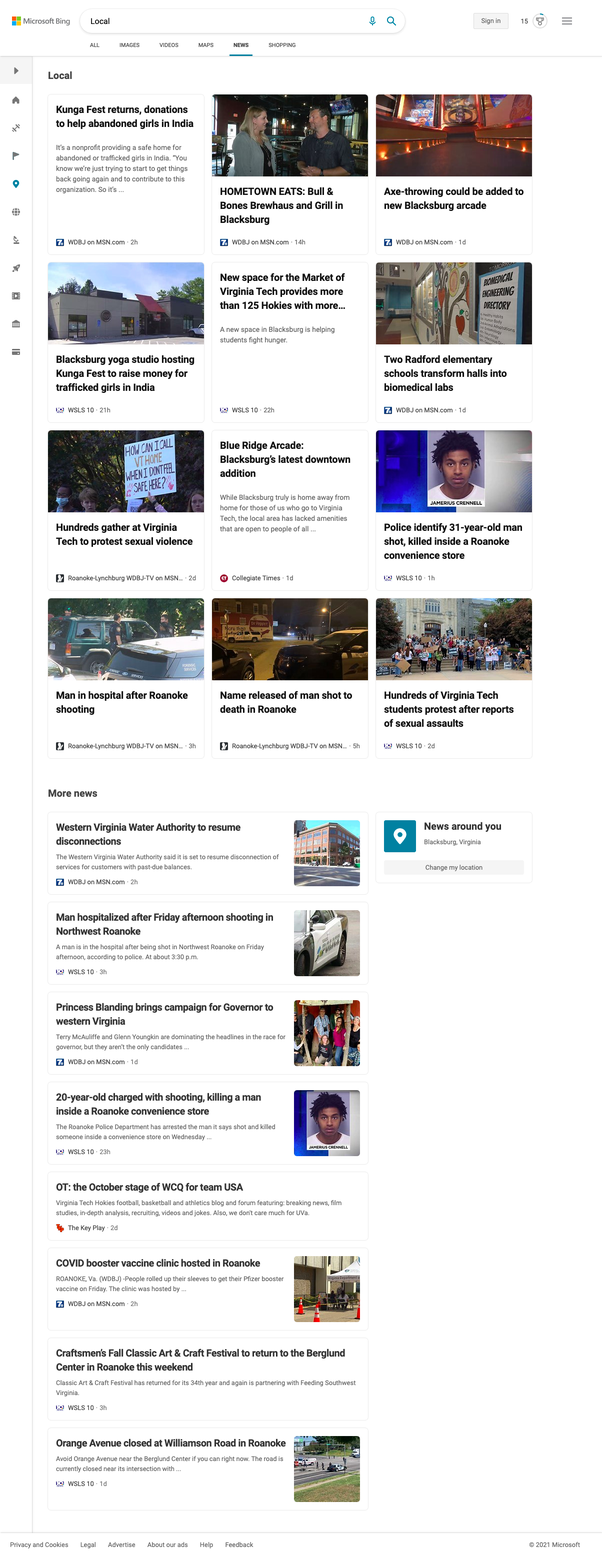 Microsoft Bing
Local
Sign in
15
ALL
IMAGES
VIDEOS
MAPS
NEWS
SHOPPING
Local
Kunga Fest returns, donations
to help abandoned girls in India
It's a nonprofit providing a safe home for
abandoned or trafficked girls in India. "You
know we're just trying to start to get things
back going again and to contribute to this
organization. So it's ...
WDBJ on MSN.com · 2h
HOMETOWN EATS: Bull &
Bones Brewhaus and Grill in
Blacksburg
WDBJ on MSN.com · 14h
Axe-throwing could be added to
new Blacksburg arcade
WDBJ on MSN.com · 1d
Blacksburg yoga studio hosting
Kunga Fest to raise money for
trafficked girls in India
WSLS 10 · 21h
New space for the Market of
Virginia Tech provides more
than 125 Hokies with more...
A new space in Blacksburg is helping
students fight hunger.
WSLS 10 · 22h
BIOMEDICAL
ENGINEERING
DIRECTORY
Two Radford elementary
schools transform halls into
biomedical labs
WDBJ on MSN.com · 1d
HOW CAN I CALL
VT HOME
WHEN I DONT FEEL
SAFE HERE?
Hundreds gather at Virginia
Tech to protest sexual violence
Roanoke-Lynchburg WDBJ-TV on MSN... · 2d
Blue Ridge Arcade:
Blacksburg's latest downtown
addition
While Blacksburg truly is home away from
home for those of us who go to Virginia
Tech, the local area has lacked amenities
that are open to people of all ...
Collegiate Times · 1d
JAMERIUS CRENNELL
Police identify 31-year-old man
shot, killed inside a Roanoke
convenience store
WSLS 10 · 1h
Man in hospital after Roanoke
shooting
Roanoke-Lynchburg WDBJ-TV on MSN... · 3h
Name released of man shot to
death in Roanoke
Roanoke-Lynchburg WDBJ-TV on MSN... · 5h
Hundreds of Virginia Tech
students protest after reports
of sexual assaults
WSLS 10 · 2d
More news
Western Virginia Water Authority to resume
disconnections
The Western Virginia Water Authority said it is set to resume disconnection of
services for customers with past-due balances.
WDBJ on MSN.com · 2h
News around you
Blacksburg, Virginia
Change my location
Man hospitalized after Friday afternoon shooting in
Northwest Roanoke
A man is in the hospital after being shot in Northwest Roanoke on Friday
afternoon, according to police. At about 3:30 p.m.
WSLS 10 · 3h
Princess Blanding brings campaign for Governor to
western Virginia
Terry McAuliffe and Glenn Youngkin are dominating the headlines in the race for
governor, but they aren't the only candidates ...
WDBJ on MSN.com · 1d
20-year-old charged with shooting, killing a man
inside a Roanoke convenience store
The Roanoke Police Department has arrested the man it says shot and killed
someone inside a convenience store on Wednesday ...
WSLS 10 · 23h
JAMERIUS CRENNELL
OT: the October stage of WCQ for team USA
Virginia Tech Hokies football, basketball and athletics blog and forum featuring: breaking news, film
studies, in-depth analysis, recruiting, videos and jokes. Also, we don't care much for UVa.
The Key Play · 2d
COVID booster vaccine clinic hosted in Roanoke
ROANOKE, Va. (WDBJ) -People rolled up their sleeves to get their Pfizer booster
vaccine on Friday. The clinic was hosted by ...
WDBJ on MSN.com · 2h
Craftsmen's Fall Classic Art & Craft Festival to return to the Berglund
Center in Roanoke this weekend
Classic Art & Craft Festival has returned for its 34th year and again is partnering with Feeding Southwest
Virginia.
WSLS 10 · 3h
Orange Avenue closed at Williamson Road in Roanoke
Avoid Orange Avenue near the Berglund Center if you can right now. The road is
currently closed near its intersection with ...
WSLS 10 · 1d
Privacy and Cookies
Legal
Advertise
About our ads
Help
Feedback
© 2021 Microsoft